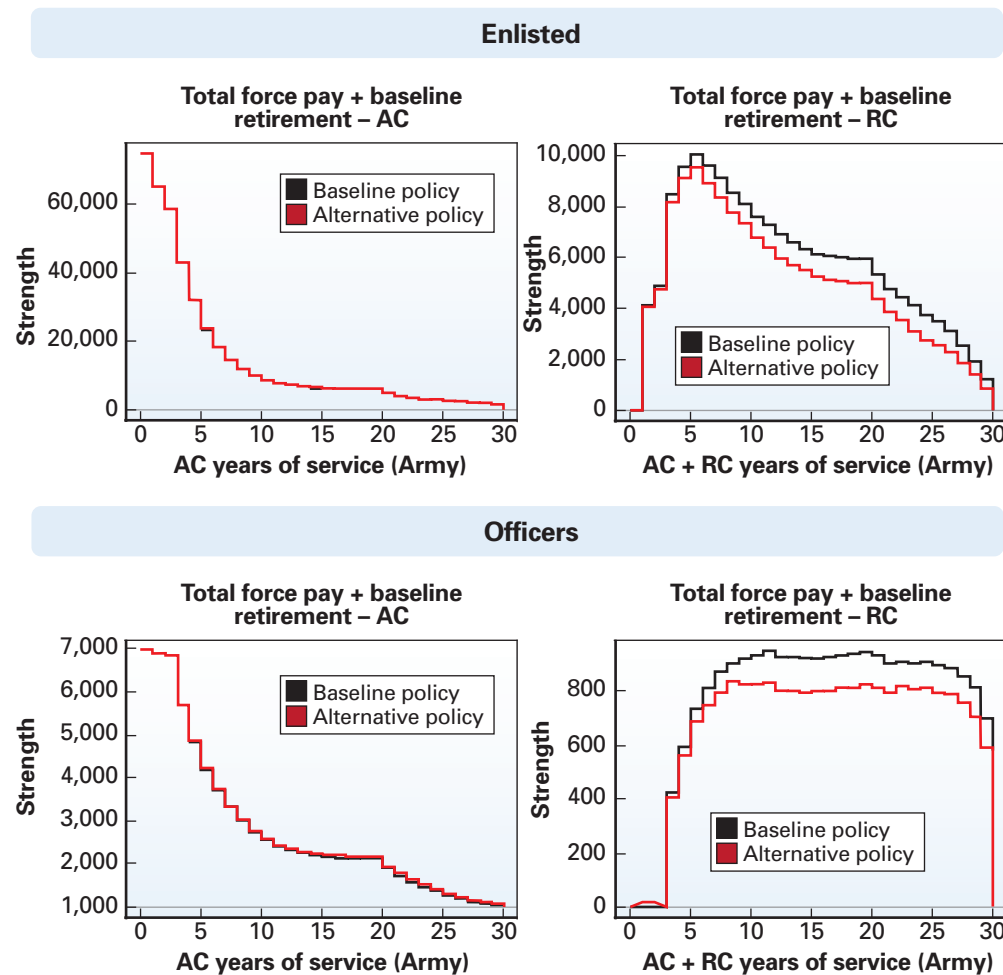 Enlisted
Total force pay + baseline
retirement – AC
Strength
60,000
40,000
20,000
0
Baseline policy
Alternative policy
0 5 10 15 20 25 30
AC years of service (Army)
Total force pay + baseline
retirement – RC
Strength
10,000
8,000
6,000
4,000
2,000
0
Baseline policy
Alternative policy
0 5 10 15 20 25 30
AC + RC years of service (Army)
Officers
Total force pay + baseline
retirement – AC
Strength
7,000
6,000
5,000
4,000
3,000
2,000
1,000
Baseline policy
Alternative policy
0 5 10 15 20 25 30
AC years of service (Army)
Total force pay + baseline
retirement – RC
Strength
800
600
400
200
0
Baseline policy
Alternative policy
0 5 10 15 20 25 30
AC + RC years of service (Army)